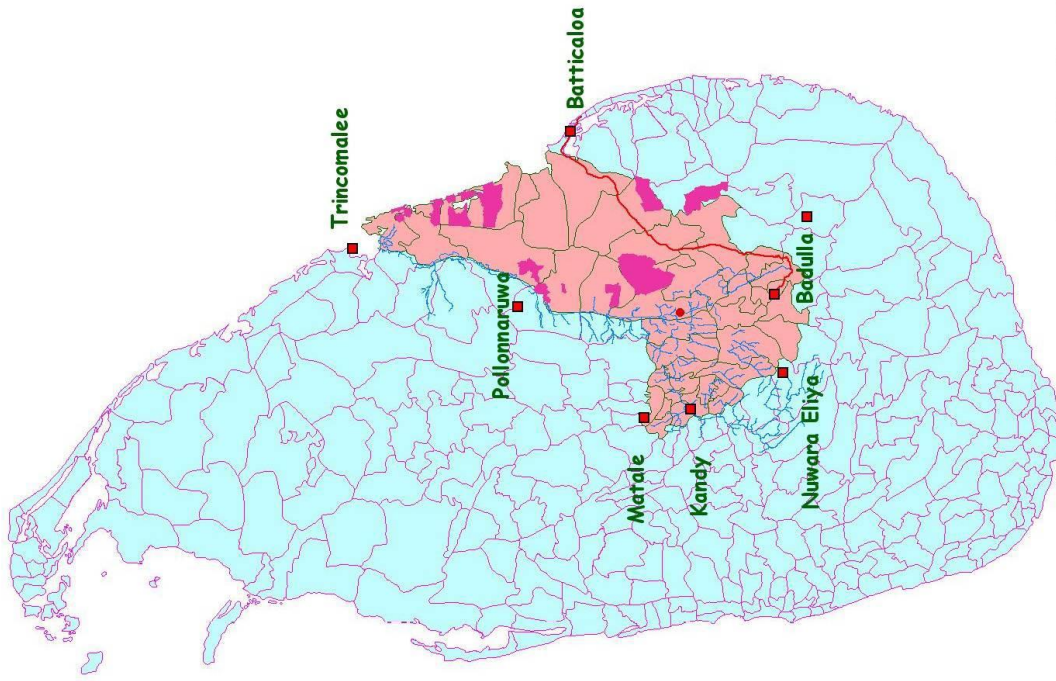 Trincomalee
Batticaloa
Pollonnaruwa
Badulla
Matale
Kandy
Nuwara Eliya